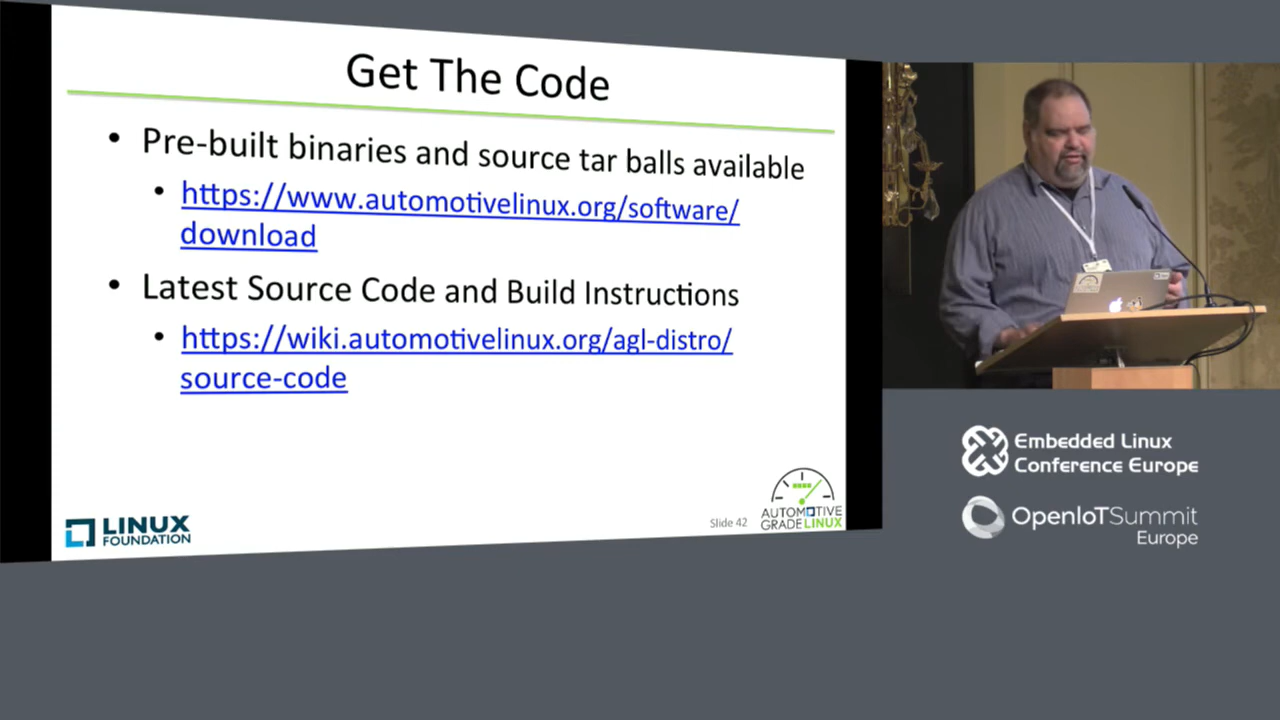 Get The Code
• Pre-built binaries and source tar balls available
• https://www.automotivelinux.org/software/
download
• Latest Source Code and Build Instructions
• https://wiki.automotivelinux.org/agl-distro/
source-code
LINUX
FOUNDATION
Slide 42
AUTOMOTIVE
GRADELINUX
Embedded Linux
Conference Europe
OpenIoTSummit
Europe